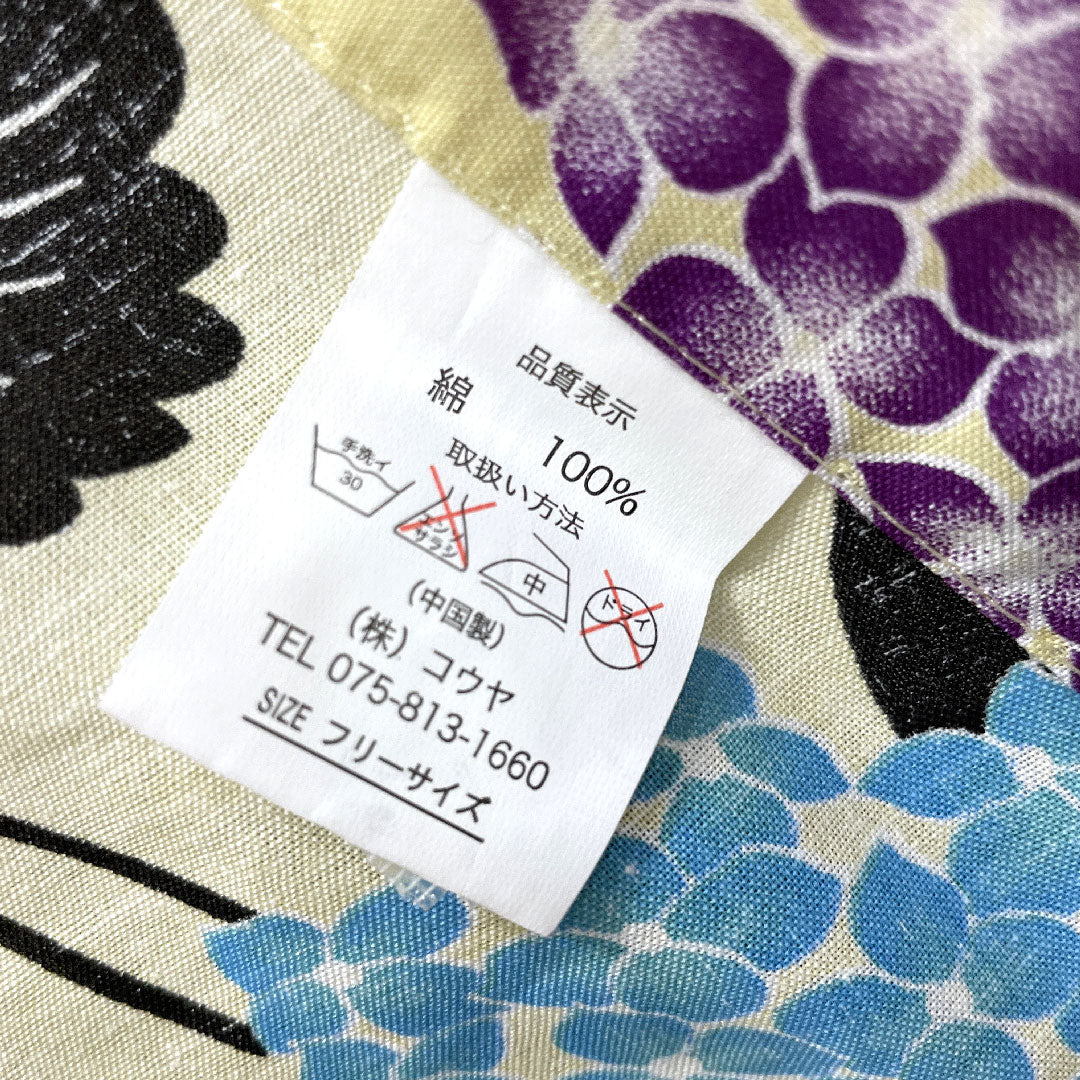 品質表示
綿 100%
取扱い方法
手洗イ
30
エンソ
サラシ
中
ドライ
(中国製)
(株) コウヤ
TEL 075-813-1660
SIZE フリーサイズ